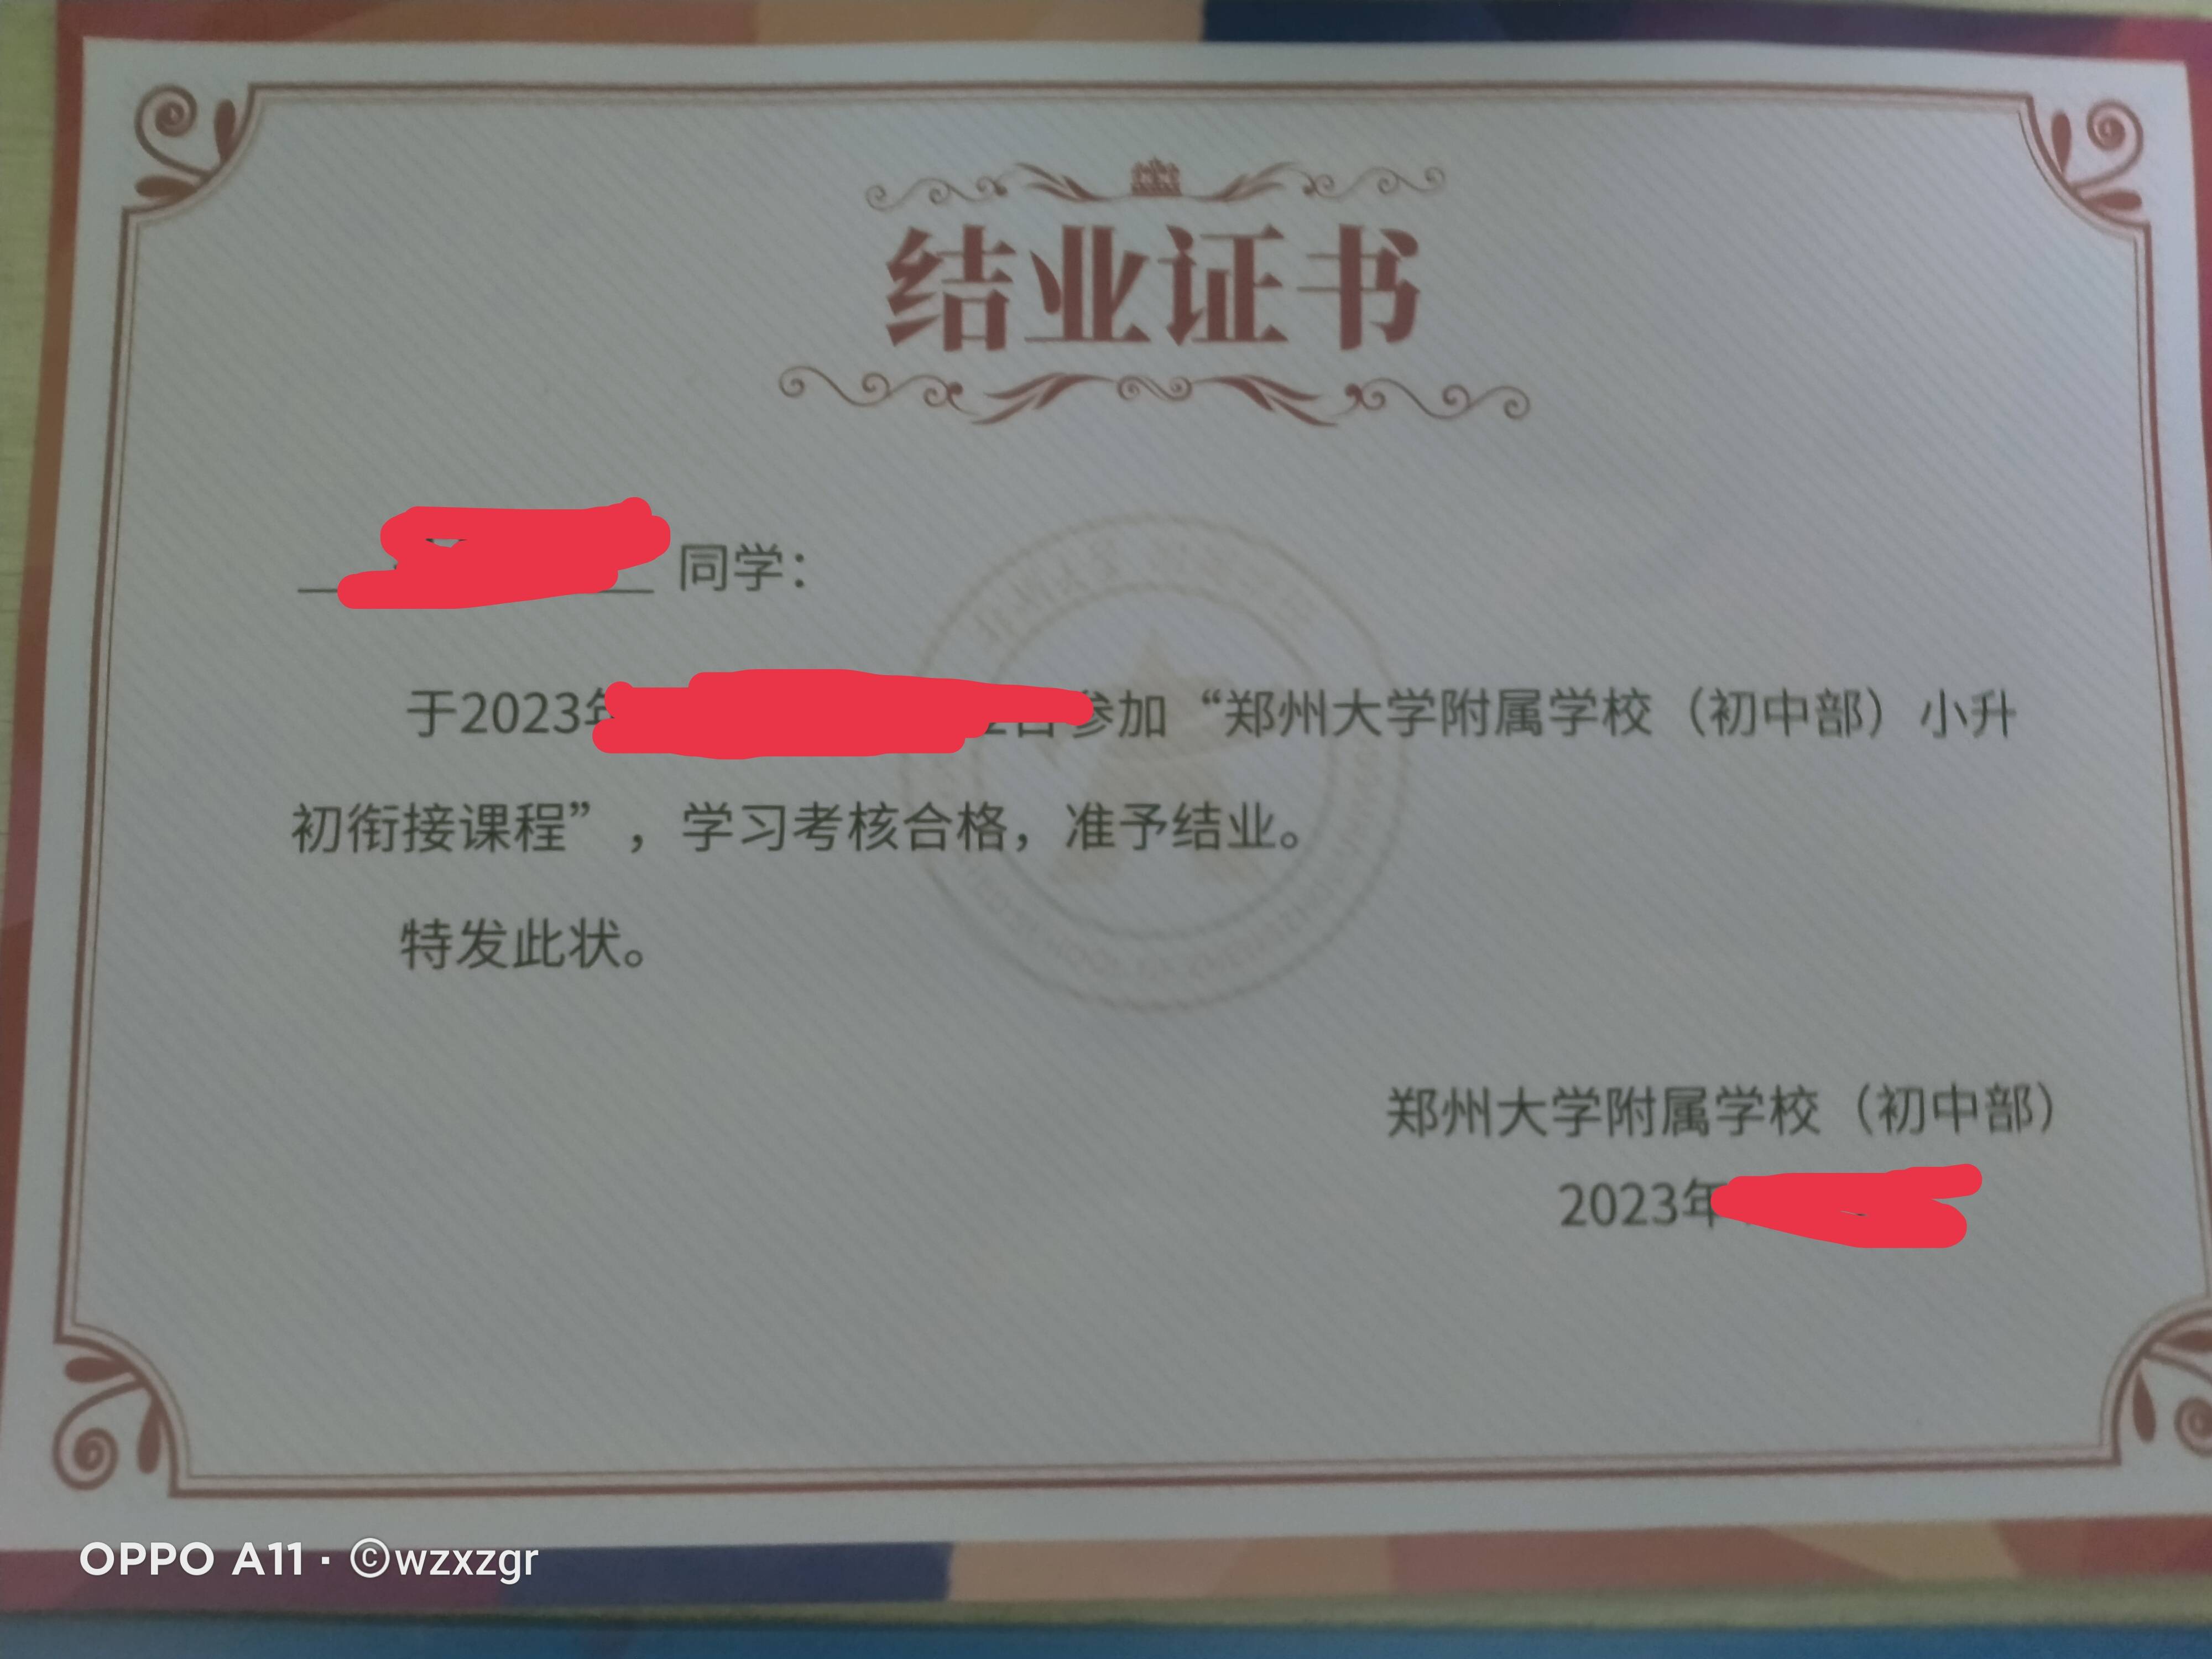 结业证书
同学：
于2023年 参加“郑州大学附属学校（初中部）小升
初衔接课程”，学习考核合格，准予结业。
特发此状。
郑州大学附属学校（初中部）
2023年
OPPO A11 · ©wzxzgr